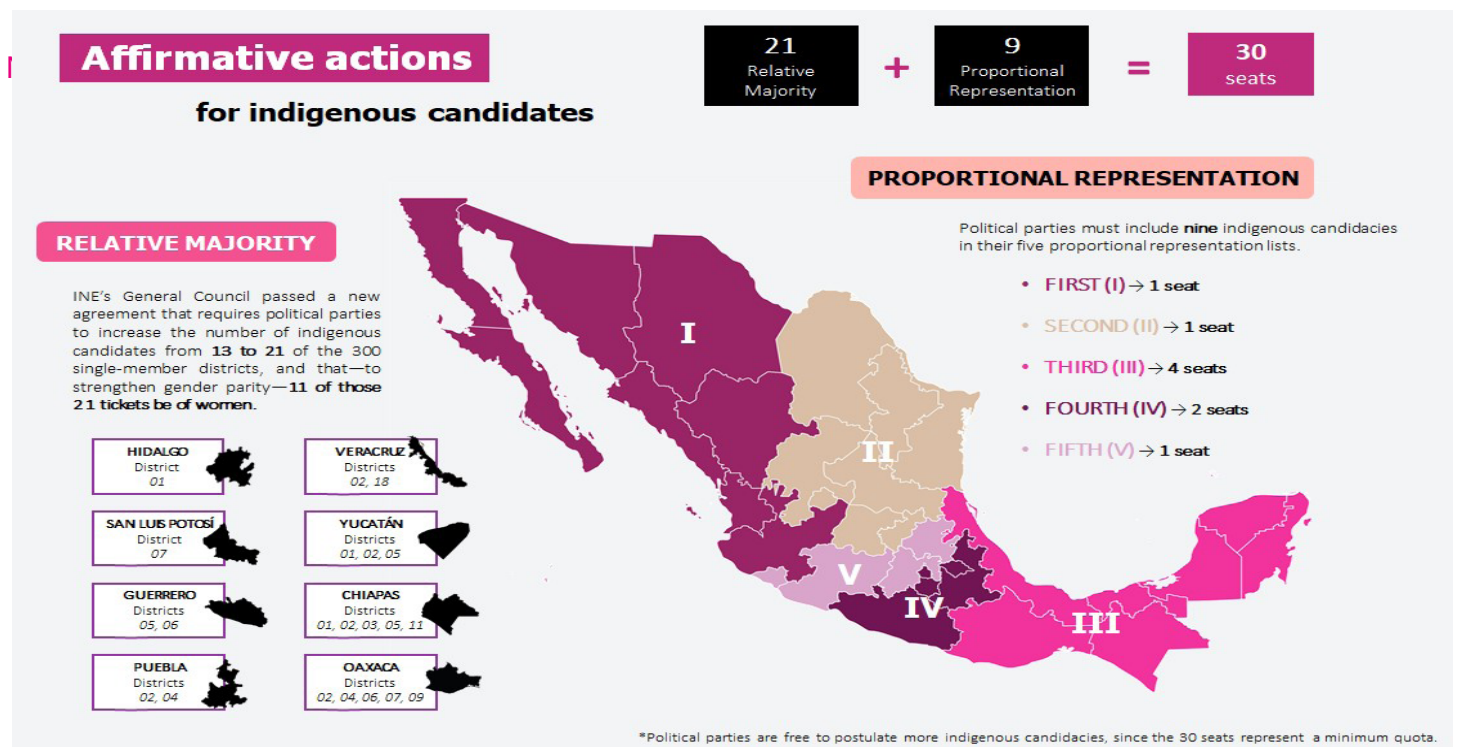 Affirmative actions
for indigenous candidates
21
Relative
Majority
+
9
Proportional
Representation
=
30
seats
RELATIVE MAJORITY
INE’s General Council passed a new
agreement that requires political parties
to increase the number of indigenous
candidates from 13 to 21 of the 300
single-member districts, and that—to
strengthen gender parity—11 of those
21 tickets be of women.
HIDALGO
District
01
VERACRUZ
Districts
02, 18
SAN LUIS POTOSÍ
District
07
YUCATÁN
Districts
01, 02, 05
GUERRERO
Districts
05, 06
CHIAPAS
Districts
01, 02, 03, 05, 11
PUEBLA
Districts
02, 04
OAXACA
Districts
02, 04, 06, 07, 09
I
II
V
IV
III
PROPORTIONAL REPRESENTATION
Political parties must include nine indigenous candidacies
in their five proportional representation lists.
• FIRST (I) → 1 seat
• SECOND (II) → 1 seat
• THIRD (III) → 4 seats
• FOURTH (IV) → 2 seats
• FIFTH (V) → 1 seat
*Political parties are free to postulate more indigenous candidacies, since the 30 seats represent a minimum quota.